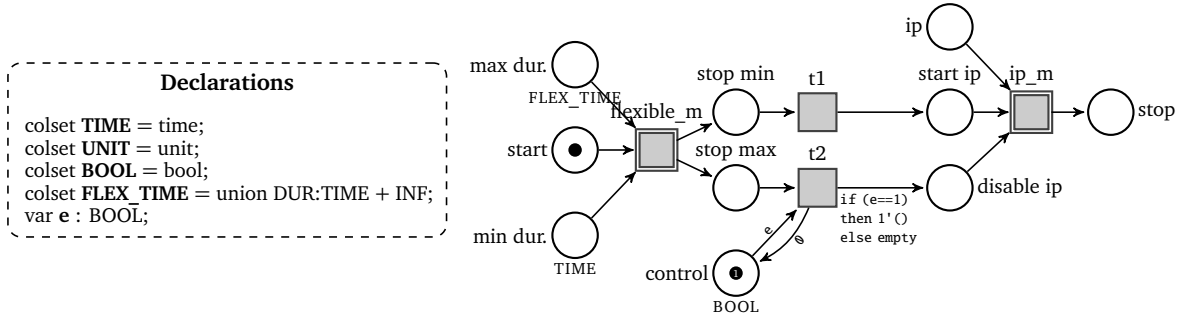 Declarations
colset TIME = time;
colset UNIT = unit;
colset BOOL = bool;
colset FLEX_TIME = union DUR:TIME + INF;
var e : BOOL;
ip
max dur.
FLEX_TIME
flexible_m
stop min
t1
start ip
ip_m
stop
start
stop max
t2
if (e==1)
then 1'()
else empty
disable ip
min dur.
TIME
e
0
control
1
BOOL